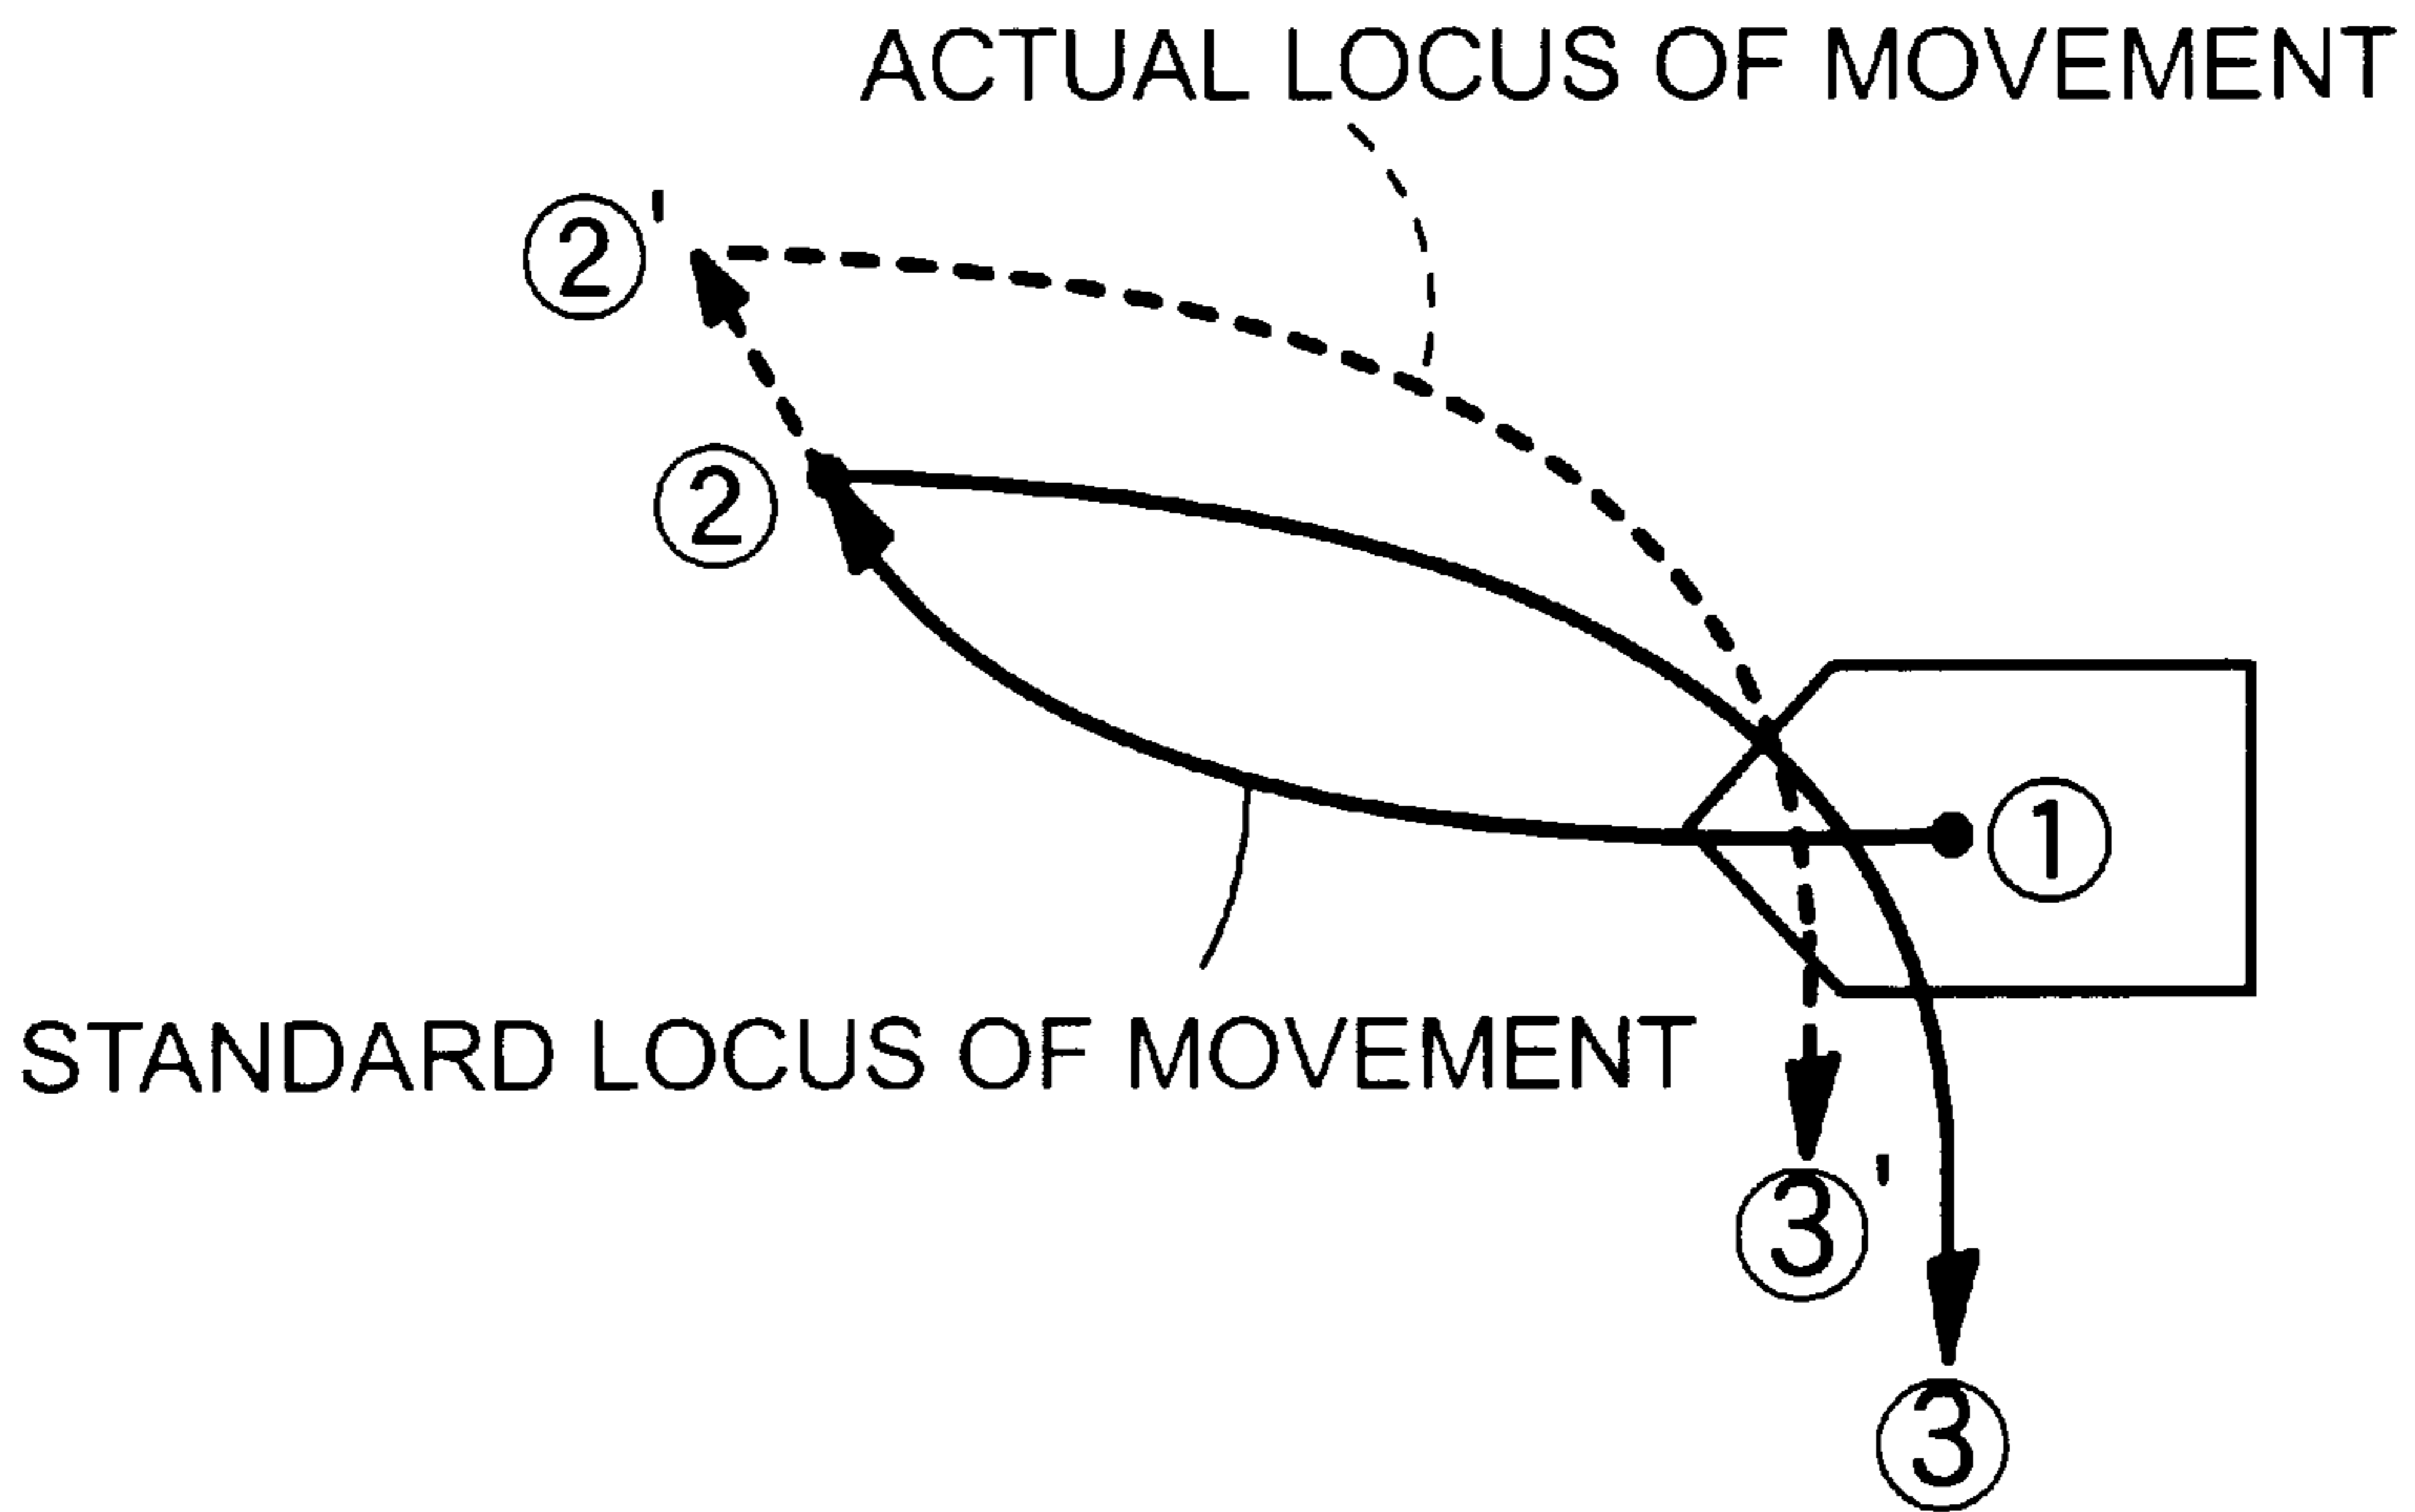 ACTUAL LOCUS OF MOVEMENT
②'
②
①
STANDARD LOCUS OF MOVEMENT
③'
③